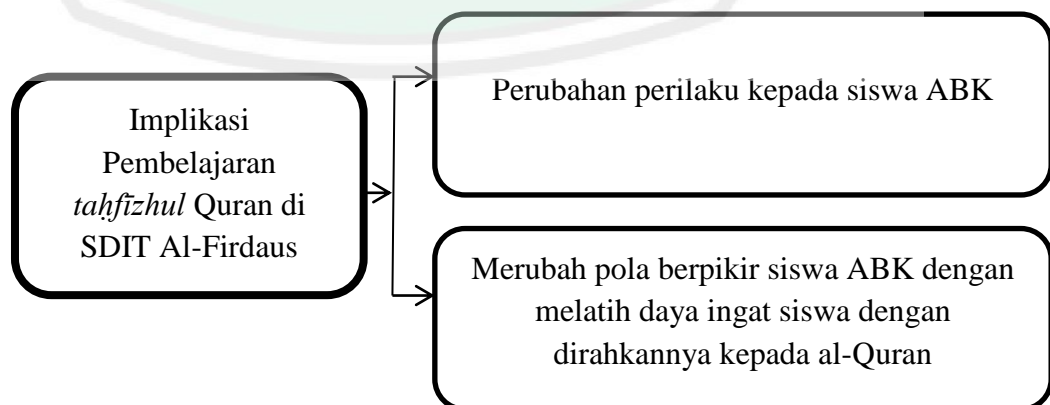 Implikasi
Pembelajaran
taḥfīzhul Quran di
SDIT Al-Firdaus
Perubahan perilaku kepada siswa ABK
Merubah pola berpikir siswa ABK dengan
melatih daya ingat siswa dengan
dirahkannya kepada al-Quran